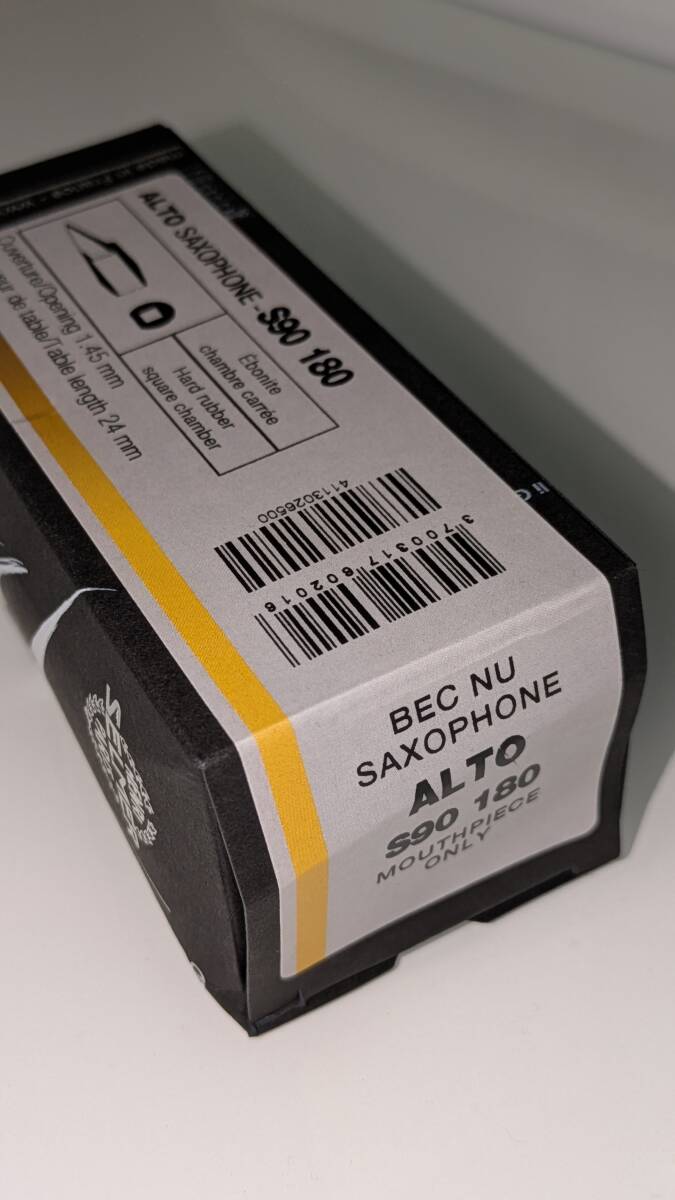 ALTO SAXOPHONE - S90 180
Ebonite
chambre carrée
Hard rubber
square chamber
Ouverture/Opening 1.45 mm
de table/Table length 24 mm
4113026500
3 700317 802016
BEC NU
SAXOPHONE
ALTO
S90 180
MOUTHPIECE
ONLY